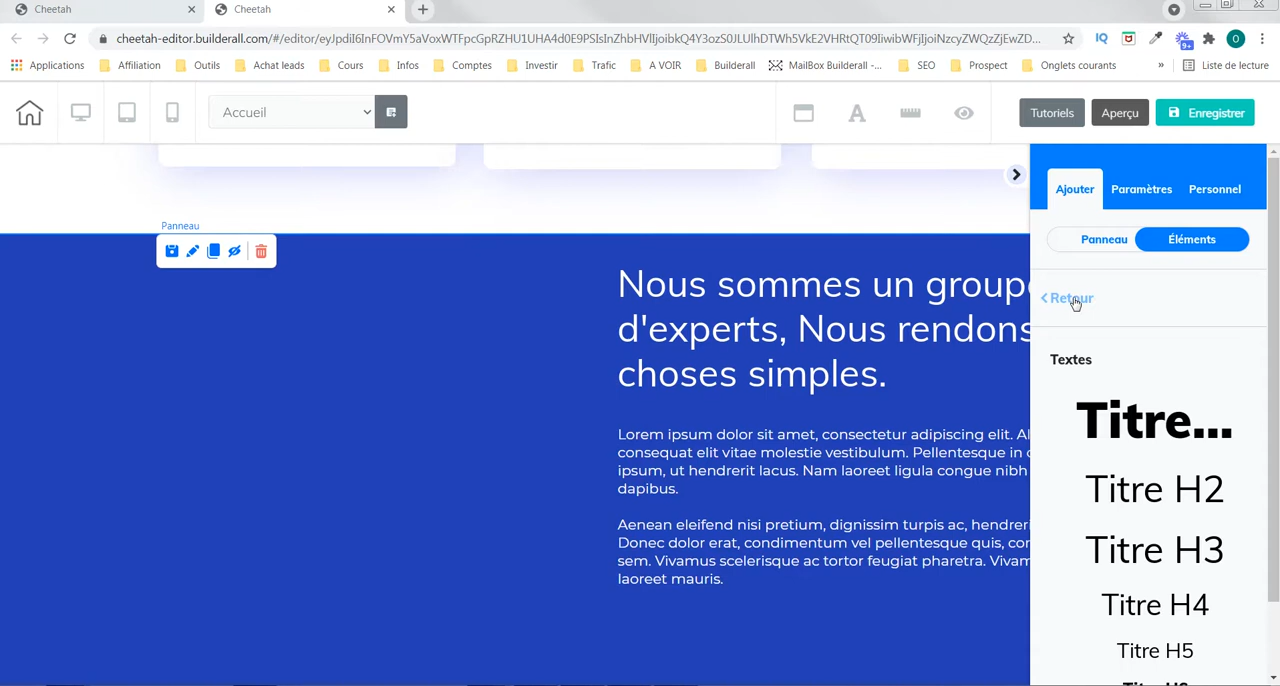 Cheetah
Cheetah
cheetah-editor.builderall.com/#/editor/
IQ
9+
O
Applications
Affiliation
Outils
Achat leads
Cours
Infos
Comptes
Investir
Trafic
A VOIR
Builderall
MailBox Builderall -...
SEO
Prospect
Onglets courants
»
Liste de lecture
Accueil
Tutoriels
Aperçu
Enregistrer
Ajouter
Paramètres
Personnel
Panneau
Panneau
Éléments
Retour
Nous sommes un groupe
d'experts, Nous rendons
choses simples.
Textes
Titre...
Lorem ipsum dolor sit amet, consectetur adipiscing elit. Al
consequat elit vitae molestie vestibulum. Pellentesque in
ipsum, ut hendrerit lacus. Nam laoreet ligula congue nibh
dapibus.
Titre H2
Aenean eleifend nisi pretium, dignissim turpis ac, hendreri
Donec dolor erat, condimentum vel pellentesque quis, con
sem. Vivamus scelerisque ac tortor feugiat pharetra. Vivam
laoreet mauris.
Titre H3
Titre H4
Titre H5